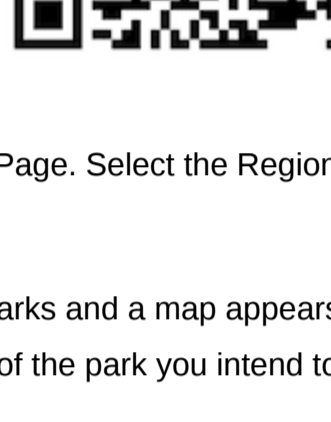 Page. Select the Region
arks and a map appears
of the park you intend to